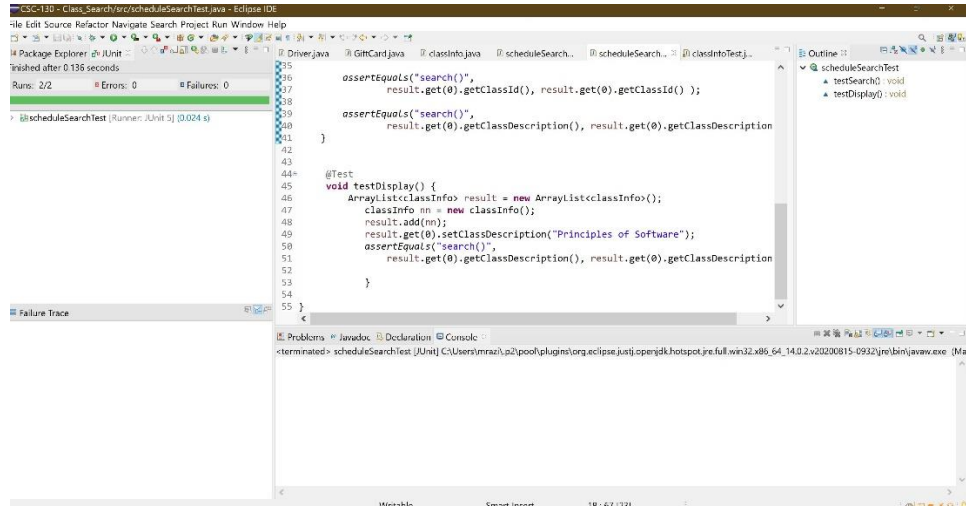 CSC-130 - Class_Search/src/scheduleSearchTest.java - Eclipse IDE
File Edit Source Refactor Navigate Search Project Run Window Help
Package Explorer JUnit
Finished after 0.136 seconds
Runs: 2/2 Errors: 0 Failures: 0
scheduleSearchTest [Runner: JUnit 5] (0.024 s)
Failure Trace
Driver.java GiftCard.java classInfo.java scheduleSearch... scheduleSearch... classInfoTest.j...
35
36 assertEquals("search()",
37 result.get(0).getClassId(), result.get(0).getClassId() );
38
39 assertEquals("search()",
40 result.get(0).getClassDescription(), result.get(0).getClassDescription
41 }
42
43
44 @Test
45 void testDisplay() {
46 ArrayList<classInfo> result = new ArrayList<classInfo>();
47 classInfo nn = new classInfo();
48 result.add(nn);
49 result.get(0).setClassDescription("Principles of Software");
50 assertEquals("search()",
51 result.get(0).getClassDescription(), result.get(0).getClassDescription
52
53 }
54
55 }
Outline
scheduleSearchTest
testSearch() : void
testDisplay() : void
Problems Javadoc Declaration Console
<terminated> scheduleSearchTest [JUnit] C:\Users\mrazi\.p2\pool\plugins\org.eclipse.justj.openjdk.hotspot.jre.full.win32.x86_64_14.0.2.v20200815-0932\jre\bin\javaw.exe (Ma
Writable Smart Insert 18 : 67 [23]